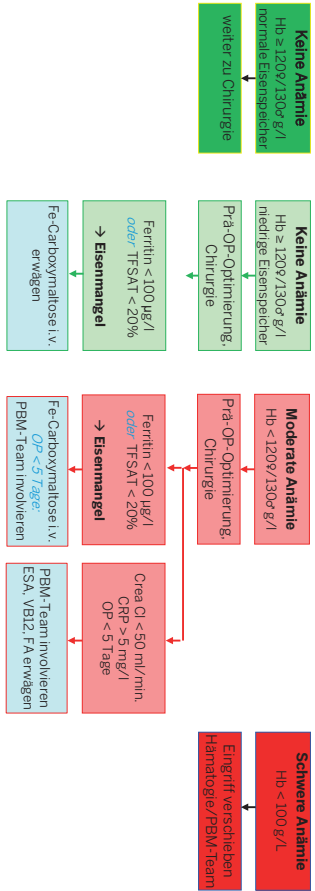 Keine Anämie
Hb ≥ 120♀/130♂ g/l
normale Eisenspeicher
weiter zu Chirurgie
Keine Anämie
Hb ≥ 120♀/130♂ g/l
niedrige Eisenspeicher
Prä-OP-Optimierung,
Chirurgie
Ferritin < 100 µg/l
oder TFSAT < 20%
→ Eisenmangel
Fe-Carboxymaltose i.v.
erwägen
Moderate Anämie
Hb < 120♀/130♂ g/l
Prä-OP-Optimierung,
Chirurgie
Ferritin < 100 µg/l
oder TFSAT < 20%
→ Eisenmangel
Fe-Carboxymaltose i.v.
OP < 5 Tage:
PBM-Team involvieren
Crea Cl < 50 ml/min.
CRP > 5 mg/l
OP < 5 Tage
PBM-Team involvieren
ESA, VB12, FA erwägen
Schwere Anämie
Hb < 100 g/L
Eingriff verschieben
Hämatogie/PBM-Team